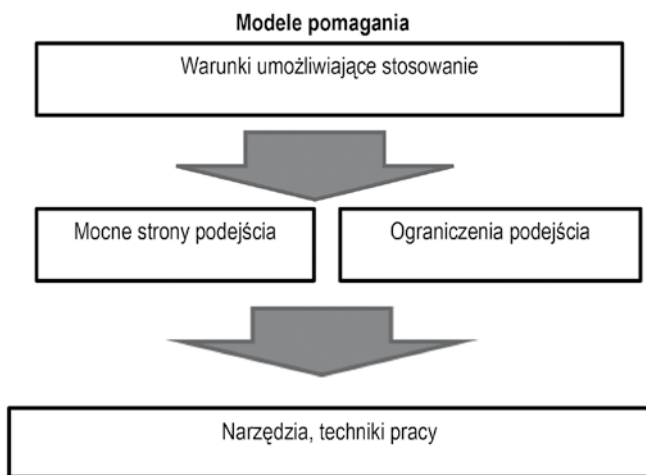 Modele pomagania
Warunki umożliwiające stosowanie
Mocne strony podejścia
Ograniczenia podejścia
Narzędzia, techniki pracy